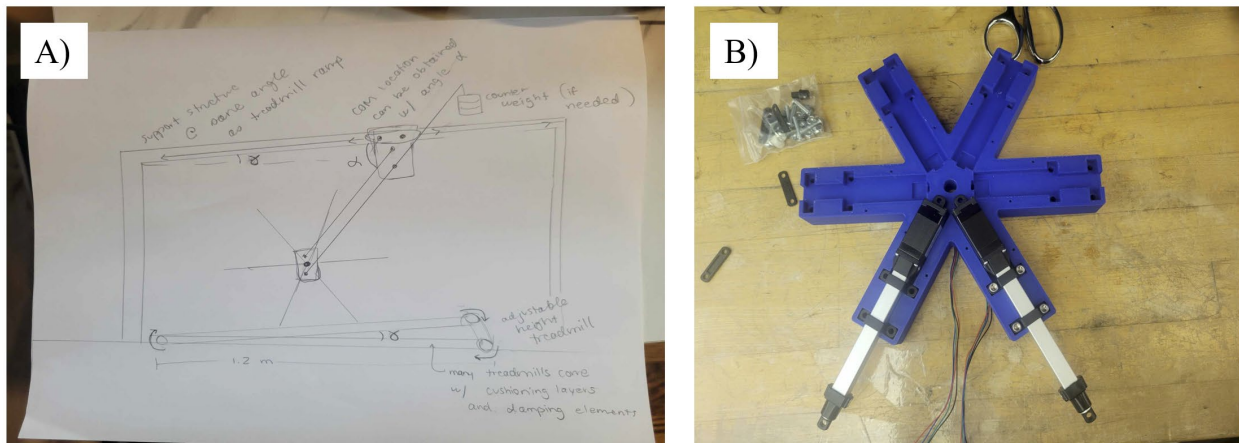 A)
B)
support structure
@ same angle
as treadmill ramp
cam location
can be obtained
w/ angle α
counter
weight (if
needed)
γ
α
adjustable
height
treadmill
γ
1.2 m
many treadmills come
w/ cushioning layers
and damping elements